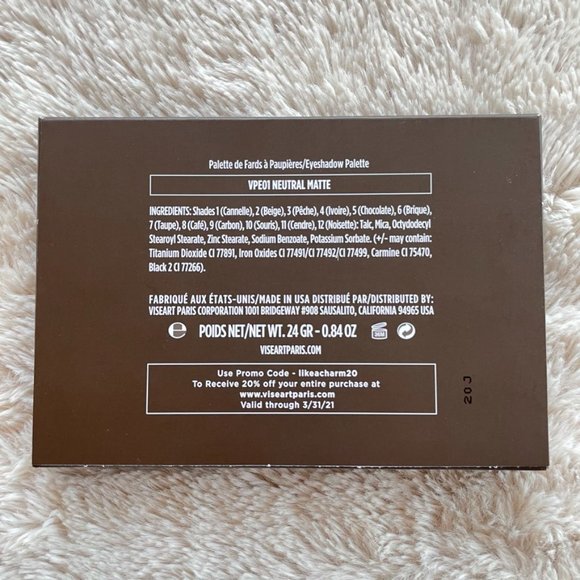 Palette de Fards à Paupières/Eyeshadow Palette
VPE01 NEUTRAL MATTE
INGREDIENTS: Shades 1 (Cannelle), 2 (Beige), 3 (Pêche), 4 (Ivoire), 5 (Chocolate), 6 (Brique),
7 (Taupe), 8 (Café), 9 (Carbon), 10 (Souris), 11 (Cendre), 12 (Noisette): Talc, Mica, Octydodecyl
Stearoyl Stearate, Zinc Stearate, Sodium Benzoate, Potassium Sorbate. (+/- may contain:
Titanium Dioxide CI 77891, Iron Oxides CI 77491/CI 77492/CI 77499, Carmine CI 75470,
Black 2 CI 77266).
FABRIQUÉ AUX ÉTATS-UNIS/MADE IN USA DISTRIBUÉ PAR/DISTRIBUTED BY:
VISEART PARIS CORPORATION 1001 BRIDGEWAY #908 SAUSALITO, CALIFORNIA 94965 USA
e POIDS NET/NET WT. 24 GR - 0.84 OZ 36M
VISEARTPARIS.COM
Use Promo Code - likeacharm20
To Receive 20% off your entire purchase at
www.viseartparis.com
Valid through 3/31/21
20J